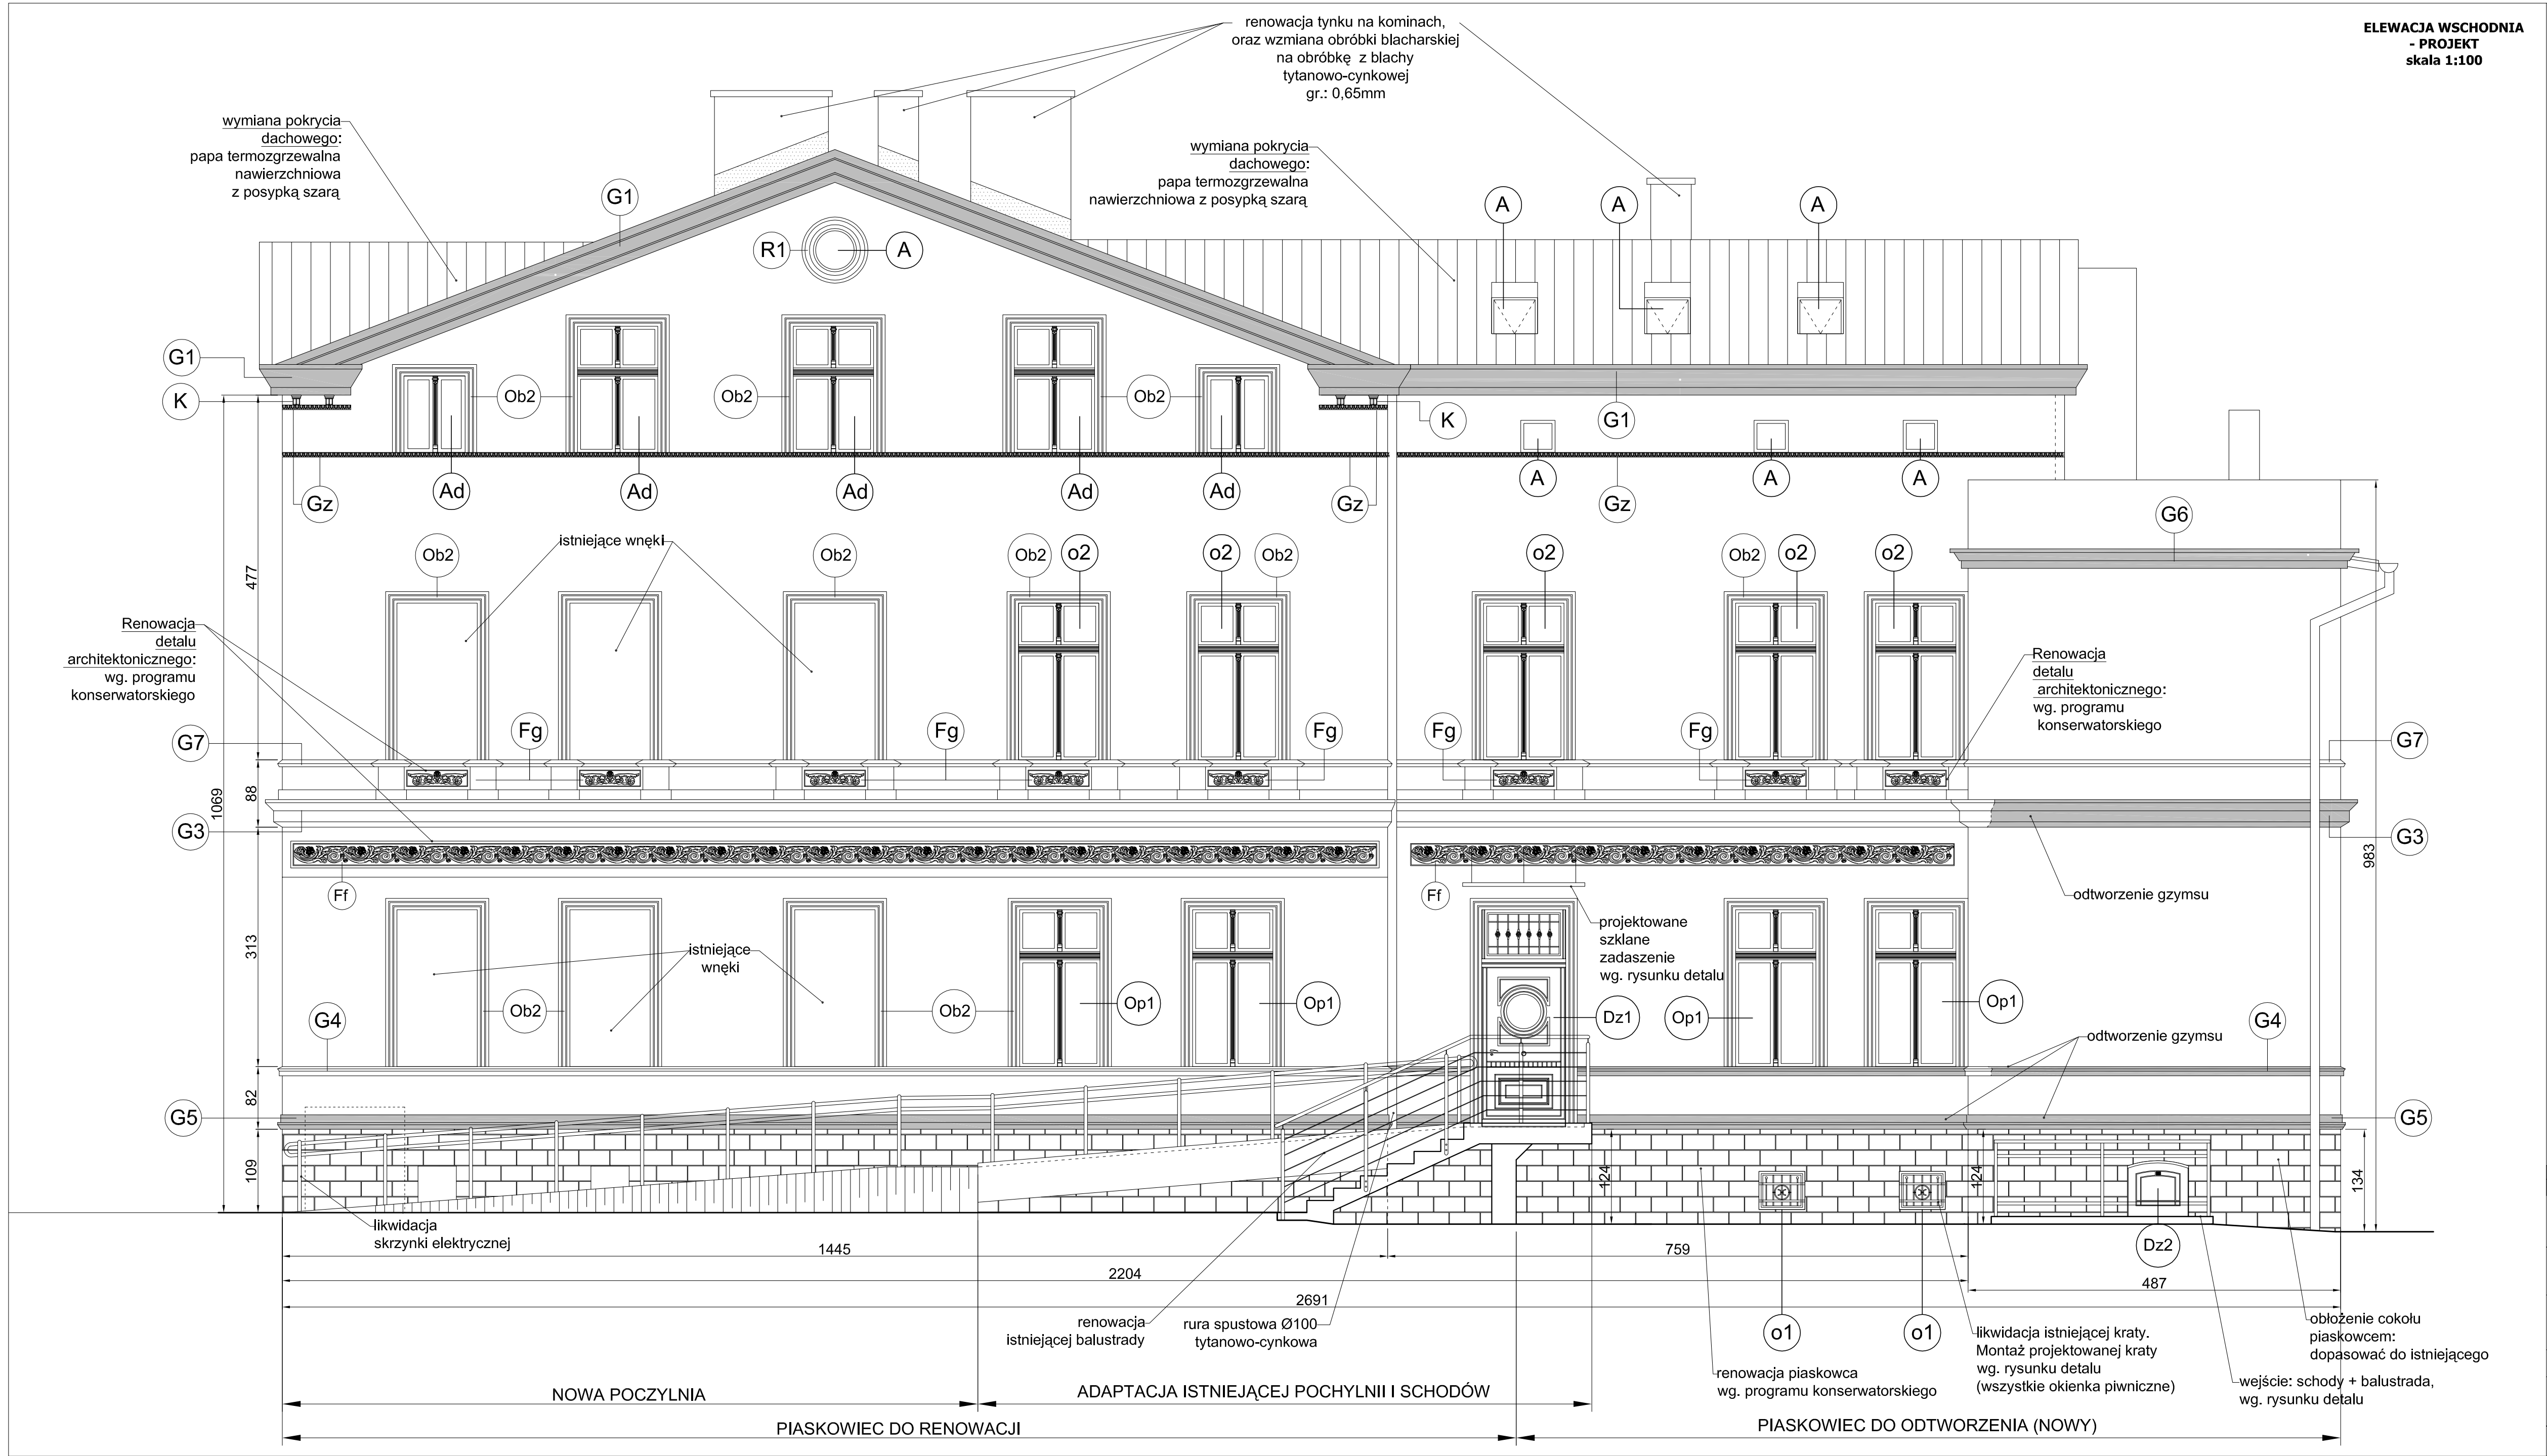 ELEWACJA WSCHODNIA
- PROJEKT
skala 1:100
renowacja tynku na kominach,
oraz wzmiana obróbki blacharskiej
na obróbkę z blachy
tytanowo-cynkowej
gr.: 0,65mm
wymiana pokrycia
dachowego:
papa termozgrzewalna
nawierzchniowa
z posypką szarą
wymiana pokrycia
dachowego:
papa termozgrzewalna
nawierzchniowa z posypką szarą
G1
A
A
A
R1
A
G1
K
Ob2
Ob2
Ob2
K
G1
Ad
Ad
Ad
Ad
Ad
A
A
A
Gz
Gz
Gz
G6
istniejące wnęki
Ob2
Ob2
Ob2
o2
o2
Ob2
o2
Ob2
o2
o2
477
Renowacja
detalu
architektonicznego:
wg. programu
konserwatorskiego
Renowacja
detalu
architektonicznego:
wg. programu
konserwatorskiego
G7
Fg
Fg
Fg
Fg
Fg
G7
1069
88
G3
G3
983
Ff
Ff
odtworzenie gzymsu
projektowane
szklane
zadaszenie
wg. rysunku detalu
313
istniejące
wnęki
Ob2
Ob2
Op1
Op1
Dz1
Op1
Op1
G4
G4
odtworzenie gzymsu
82
G5
G5
109
124
124
134
likwidacja
skrzynki elektrycznej
Dz2
1445
759
2204
487
2691
renowacja
istniejącej balustrady
rura spustowa Ø100
tytanowo-cynkowa
o1
o1
likwidacja istniejącej kraty.
Montaż projektowanej kraty
wg. rysunku detalu
(wszystkie okienka piwniczne)
obłożenie cokołu
piaskowcem:
dopasować do istniejącego
renowacja piaskowca
wg. programu konserwatorskiego
wejście: schody + balustrada,
wg. rysunku detalu
NOWA POCZYLNIA
ADAPTACJA ISTNIEJĄCEJ POCHYLNII I SCHODÓW
PIASKOWIEC DO RENOWACJI
PIASKOWIEC DO ODTWORZENIA (NOWY)